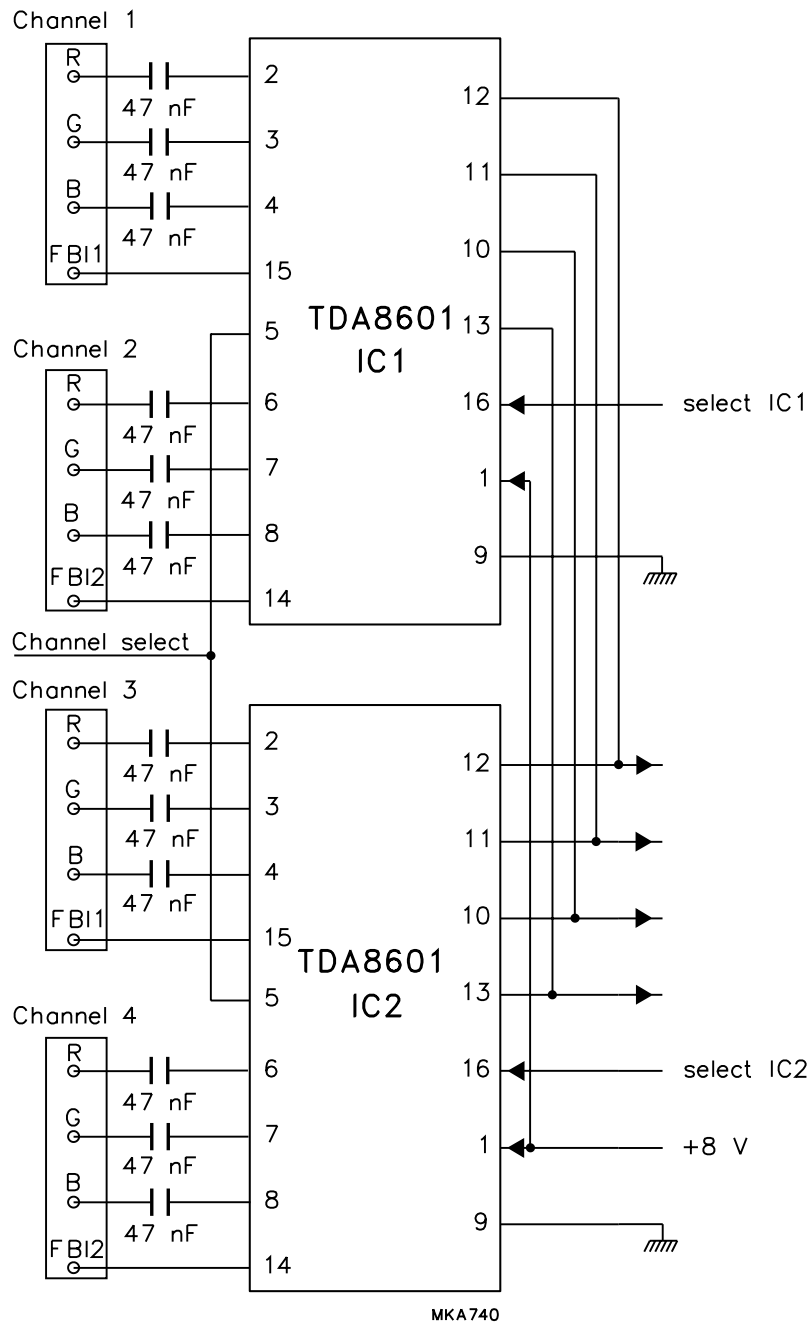 Channel 1
R
47 nF
G
47 nF
B
47 nF
FBI1
2
3
4
15
5
Channel 2
R
47 nF
G
47 nF
B
47 nF
FBI2
6
7
8
14
TDA8601
IC1
12
11
10
13
16
select IC1
1
9
Channel select
Channel 3
R
47 nF
G
47 nF
B
47 nF
FBI1
2
3
4
15
5
Channel 4
R
47 nF
G
47 nF
B
47 nF
FBI2
6
7
8
14
TDA8601
IC2
12
11
10
13
16
select IC2
1
+8 V
9
MKA740